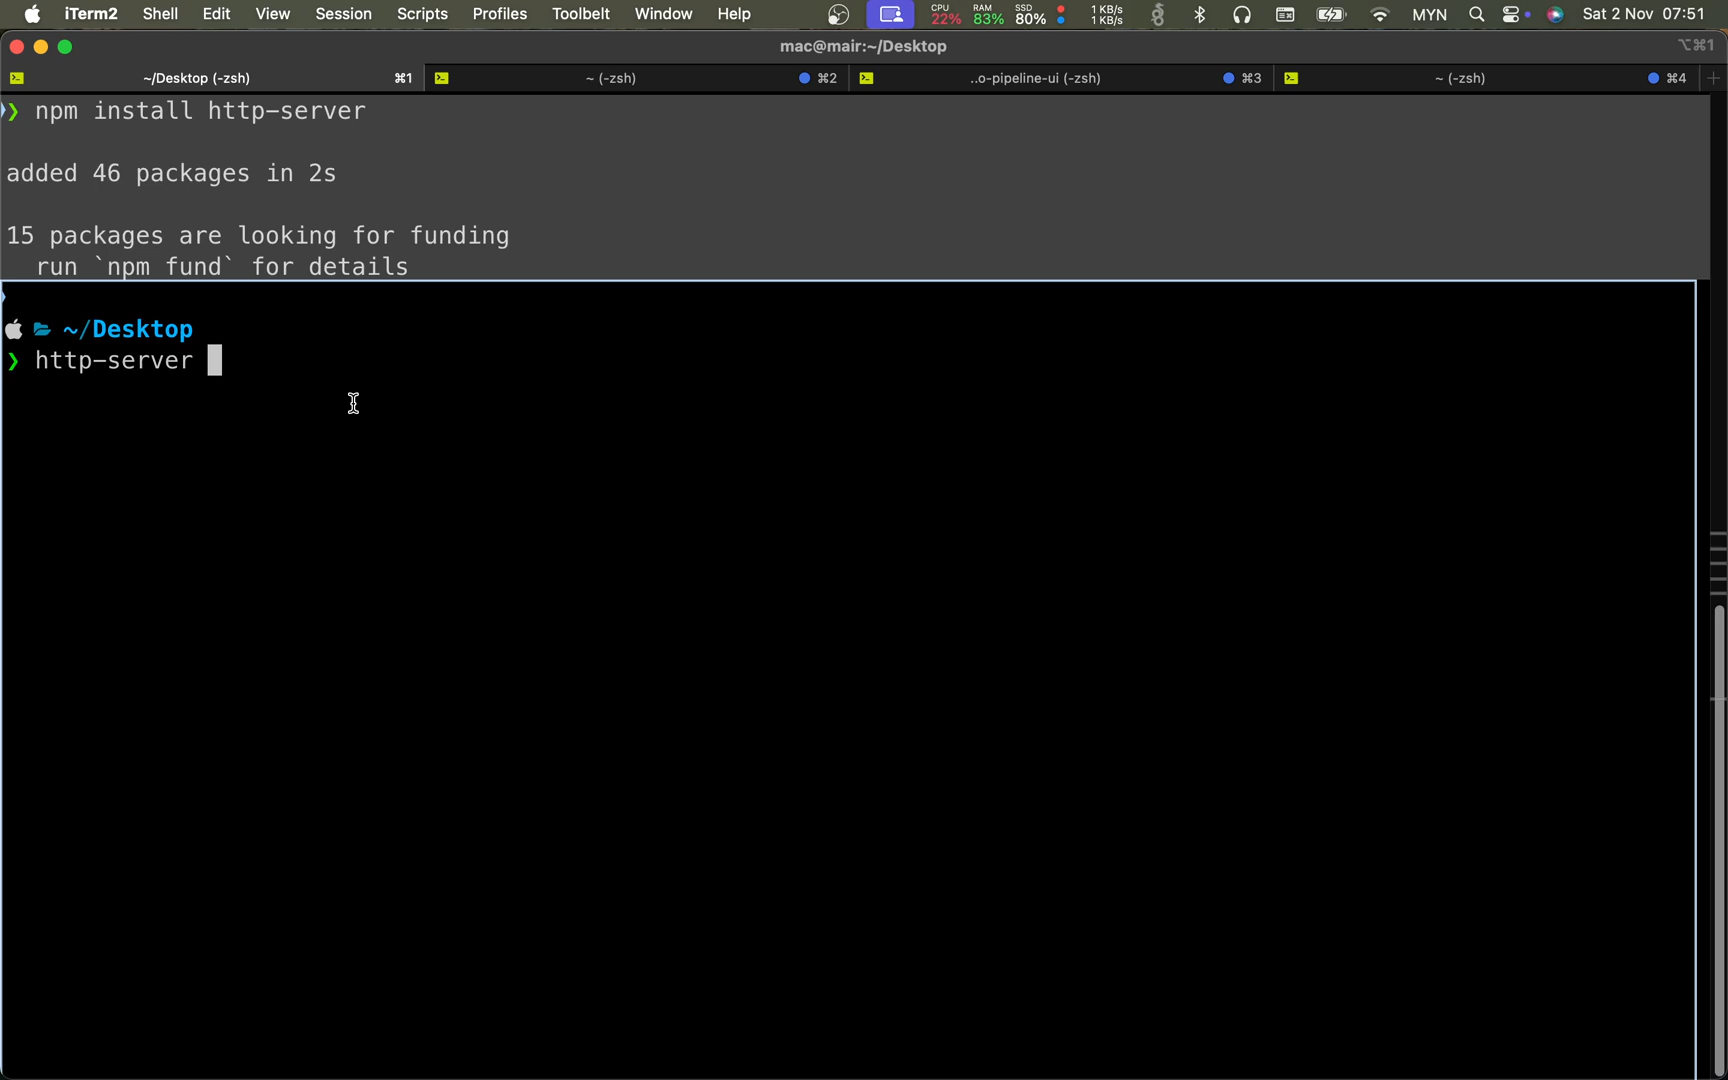 iTerm2 Shell Edit View Session Scripts Profiles Toolbelt Window Help CPU 22% RAM 83% SSD 80% 1 KB/s 1 KB/s MYN Sat 2 Nov 07:51
mac@mair:~/Desktop ⌥⌘1
~/Desktop (-zsh) ⌘1 ~ (-zsh) ⌘2 ..o-pipeline-ui (-zsh) ⌘3 ~ (-zsh) ⌘4
❯ npm install http-server
added 46 packages in 2s
15 packages are looking for funding
run `npm fund` for details
~/Desktop
❯ http-server